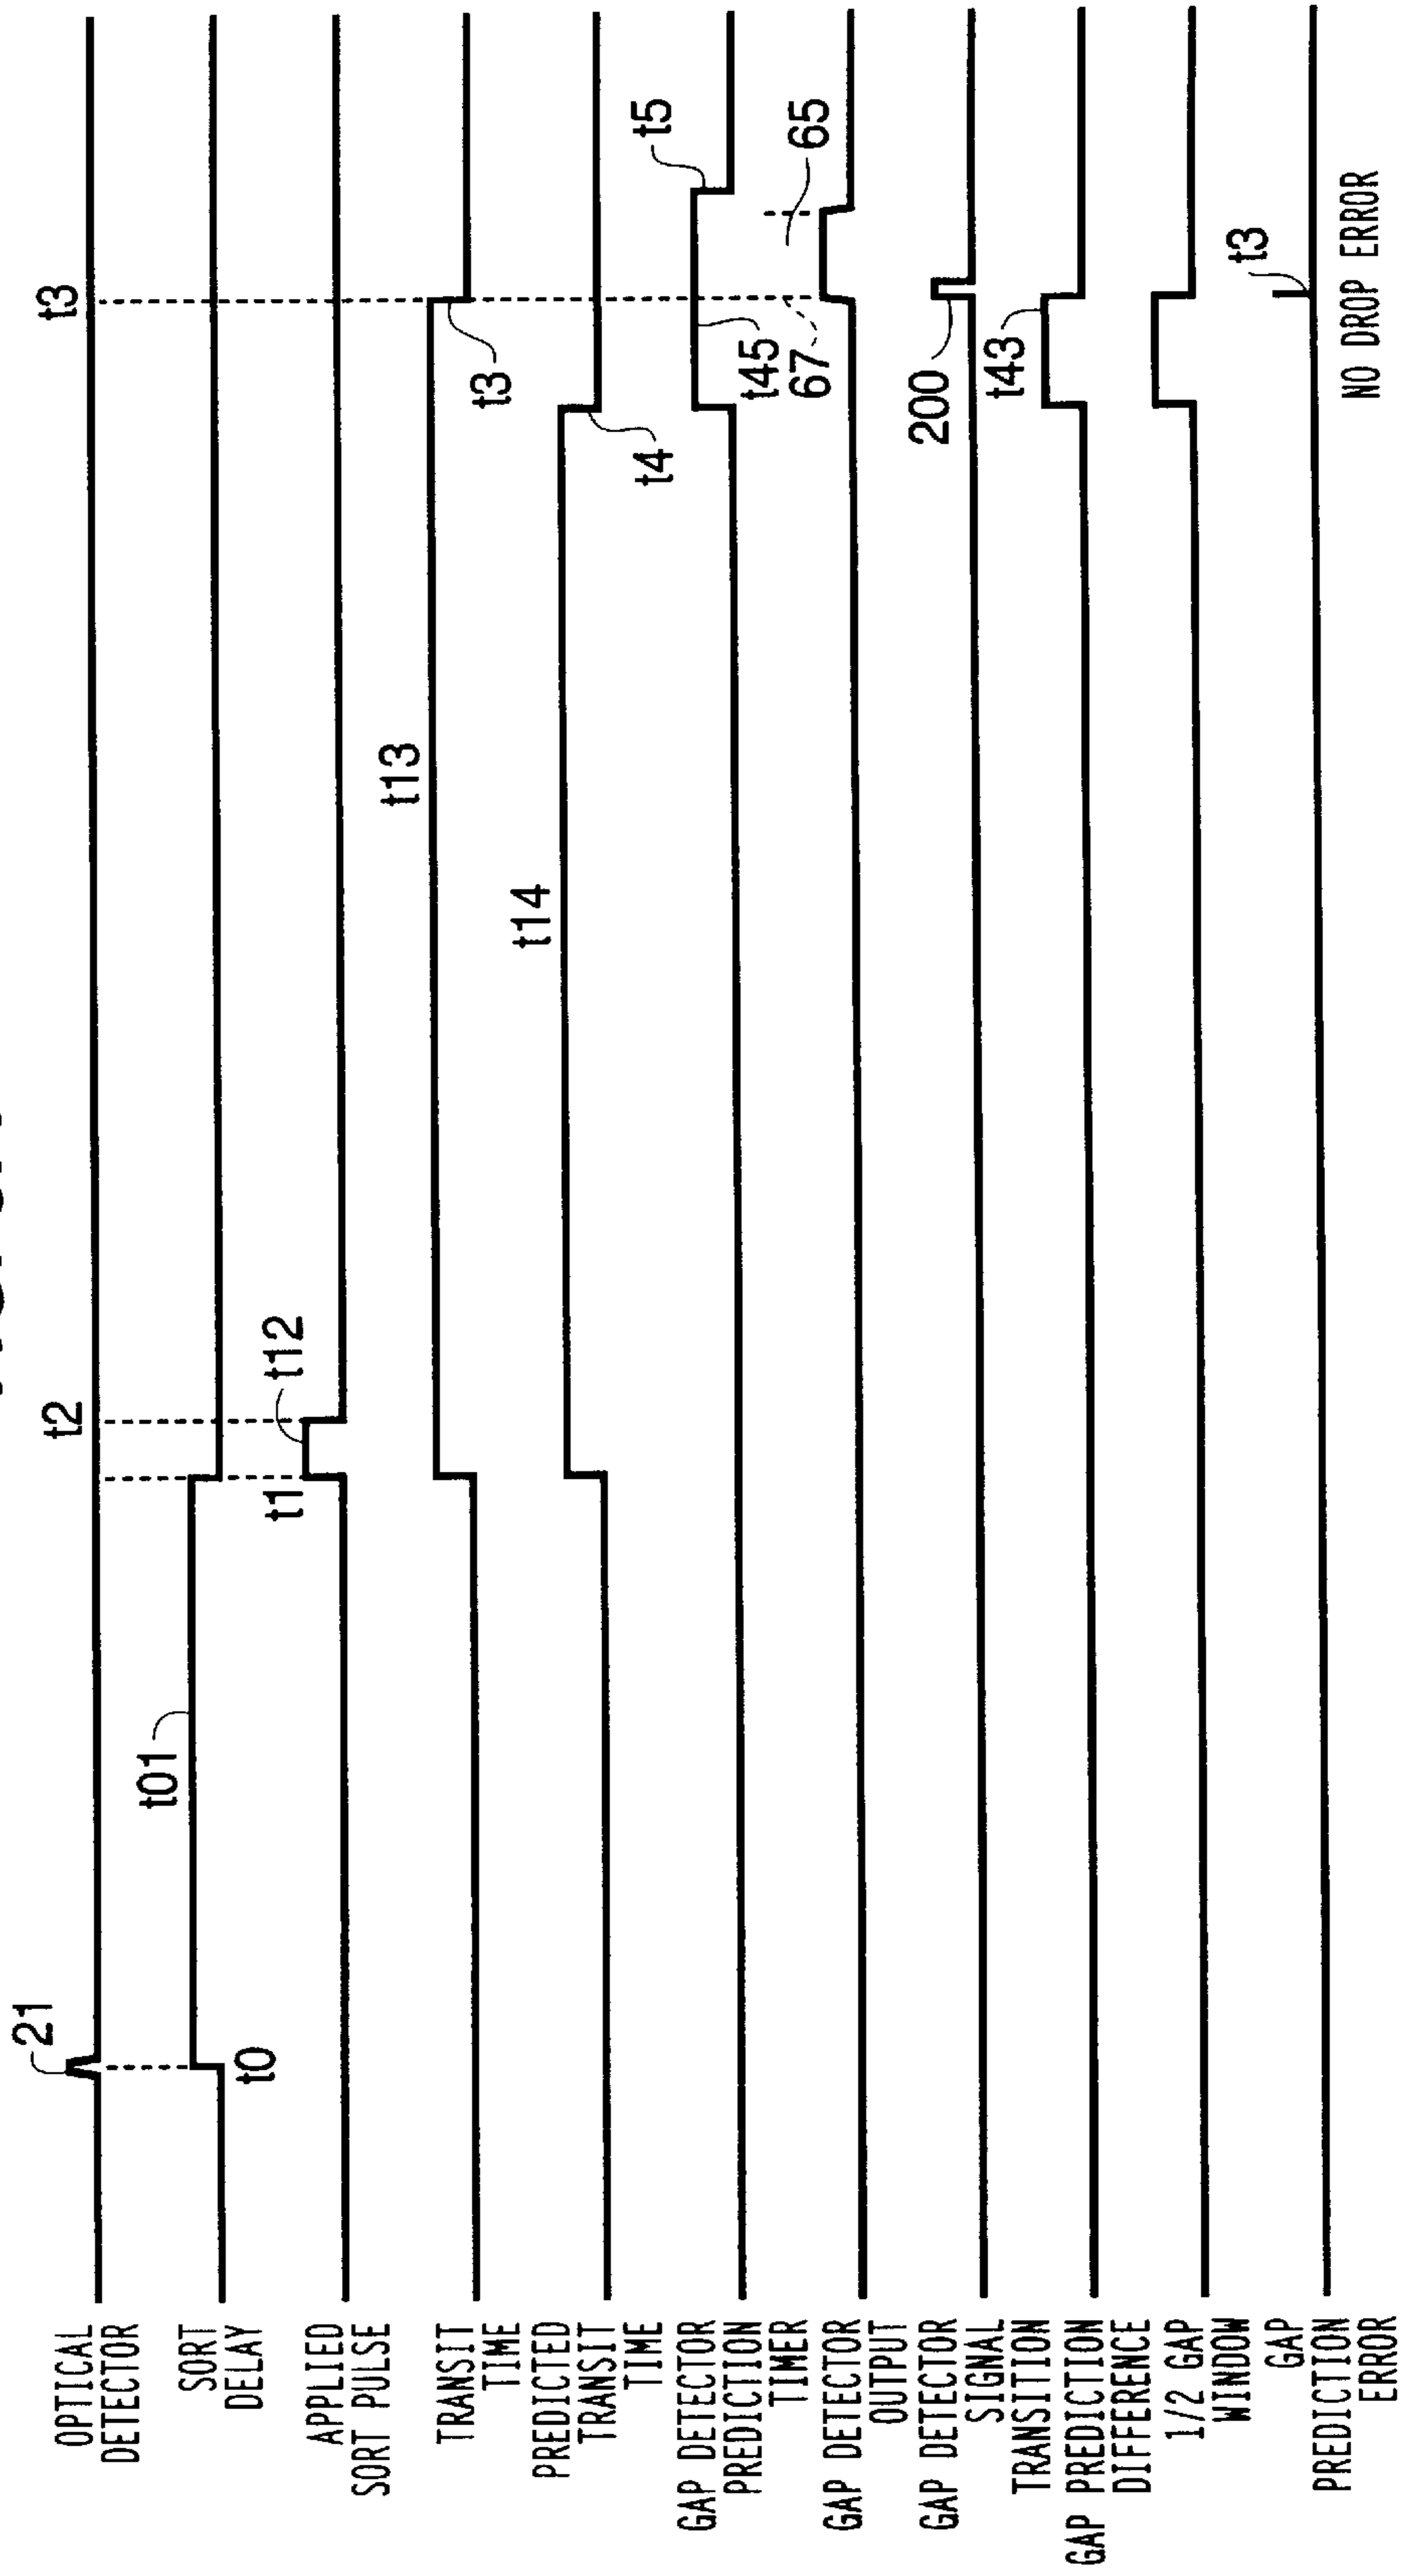 21
t2
t3
OPTICAL
DETECTOR
t01
SORT
DELAY
t0
t1
t12
APPLIED
SORT PULSE
t13
t3
TRANSIT
TIME
t14
t4
PREDICTED
TRANSIT
TIME
t5
t45
GAP DETECTOR
PREDICTION
TIMER
67
65
GAP DETECTOR
OUTPUT
200
GAP DETECTOR
SIGNAL
TRANSITION
t43
GAP PREDICTION
DIFFERENCE
1/2 GAP
WINDOW
t3
GAP
PREDICTION
ERROR
NO DROP ERROR